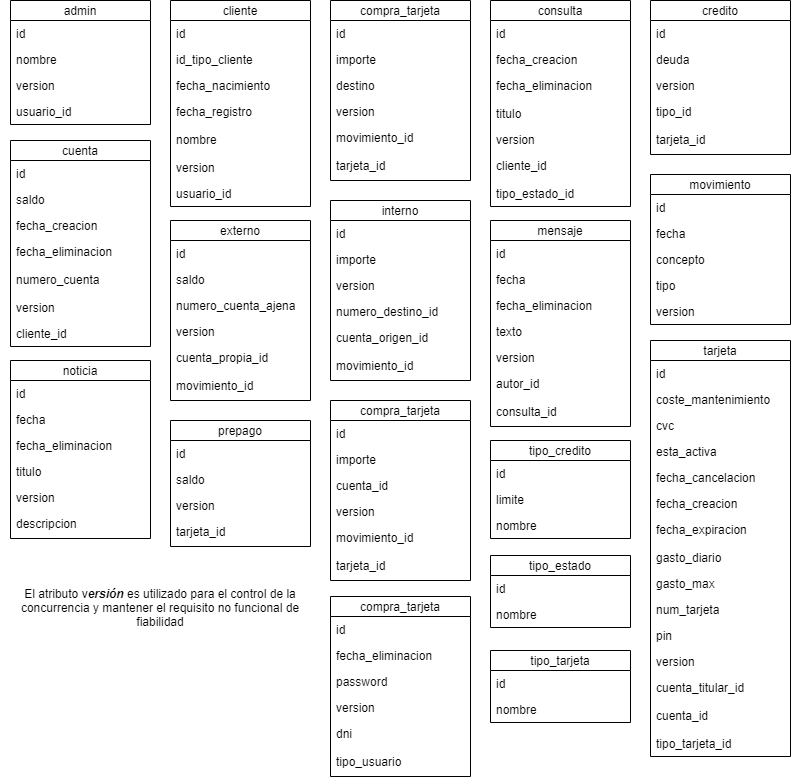 admin
id
nombre
version
usuario_id
cuenta
id
saldo
fecha_creacion
fecha_eliminacion
numero_cuenta
version
cliente_id
noticia
id
fecha
fecha_eliminacion
titulo
version
descripcion
El atributo versión es utilizado para el control de la
concurrencia y mantener el requisito no funcional de
fiabilidad
cliente
id
id_tipo_cliente
fecha_nacimiento
fecha_registro
nombre
version
usuario_id
externo
id
saldo
numero_cuenta_ajena
version
cuenta_propia_id
movimiento_id
prepago
id
saldo
version
tarjeta_id
compra_tarjeta
id
importe
destino
version
movimiento_id
tarjeta_id
interno
id
importe
version
numero_destino_id
cuenta_origen_id
movimiento_id
compra_tarjeta
id
importe
cuenta_id
version
movimiento_id
tarjeta_id
compra_tarjeta
id
fecha_eliminacion
password
version
dni
tipo_usuario
consulta
id
fecha_creacion
fecha_eliminacion
titulo
version
cliente_id
tipo_estado_id
mensaje
id
fecha
fecha_eliminacion
texto
version
autor_id
consulta_id
tipo_credito
id
limite
nombre
tipo_estado
id
nombre
tipo_tarjeta
id
nombre
credito
id
deuda
version
tipo_id
tarjeta_id
movimiento
id
fecha
concepto
tipo
version
tarjeta
id
coste_mantenimiento
cvc
esta_activa
fecha_cancelacion
fecha_creacion
fecha_expiracion
gasto_diario
gasto_max
num_tarjeta
pin
version
cuenta_titular_id
cuenta_id
tipo_tarjeta_id